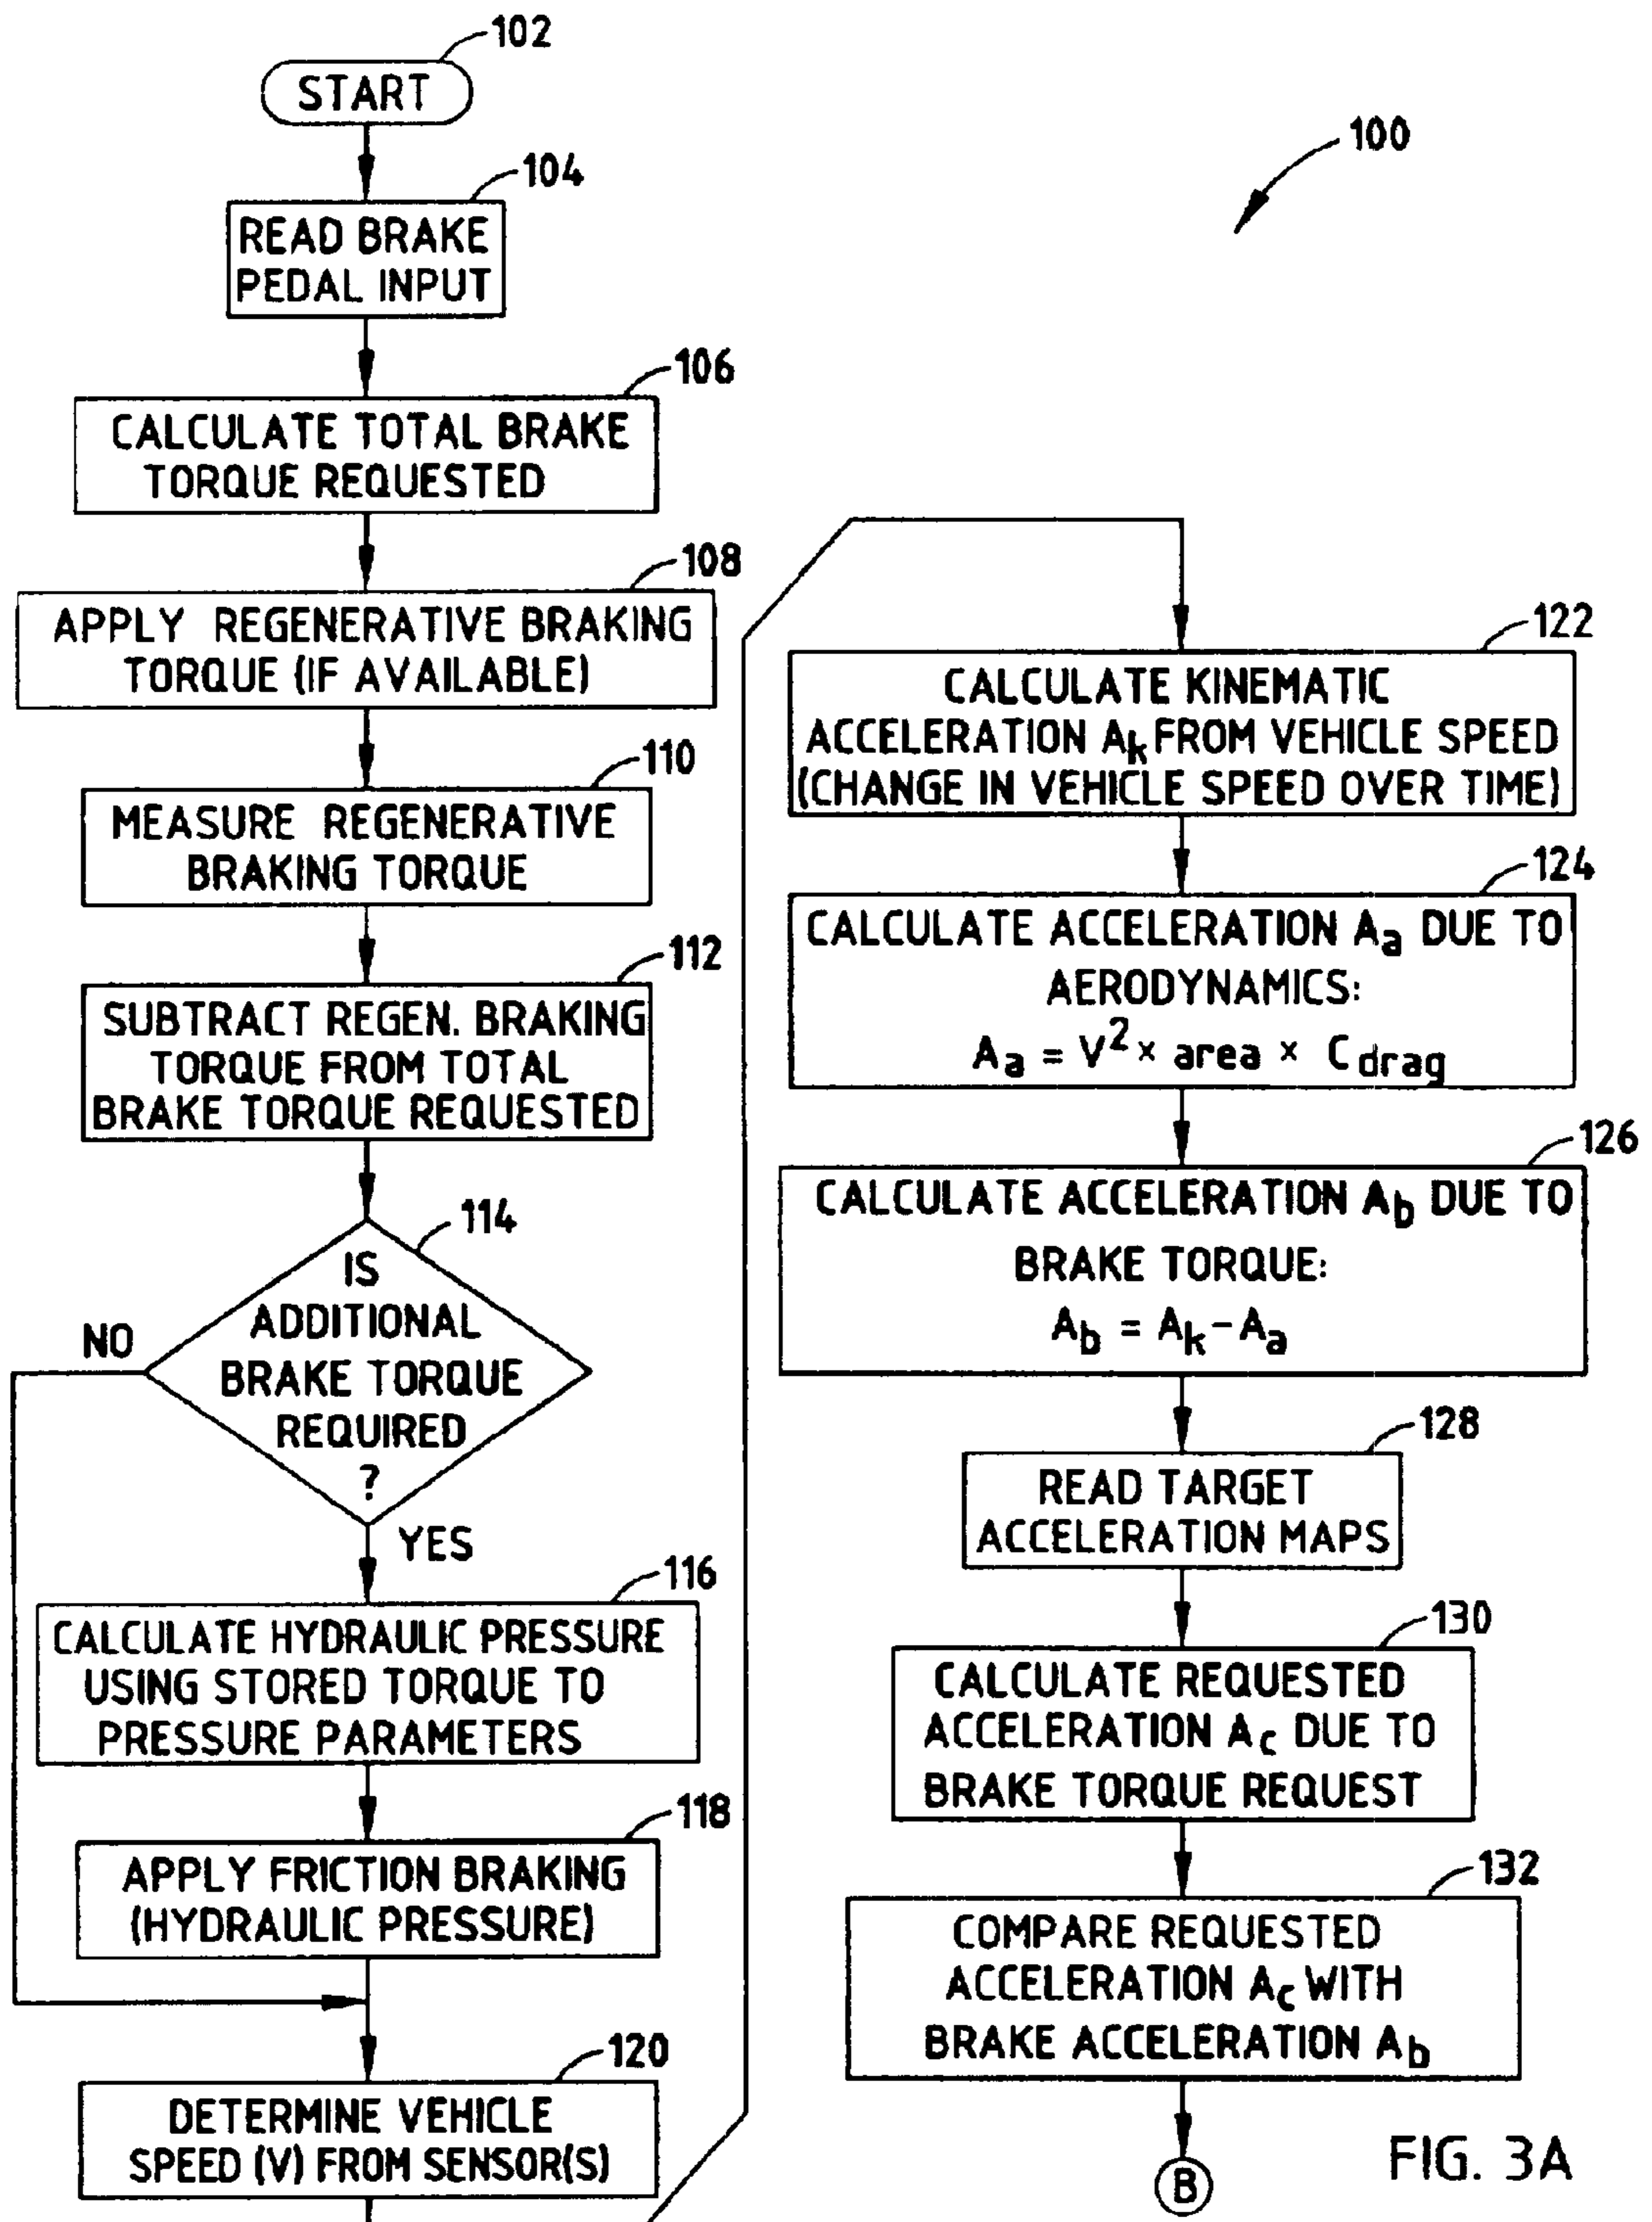 102
START
100
104
READ BRAKE
PEDAL INPUT
106
CALCULATE TOTAL BRAKE
TORQUE REQUESTED
108
APPLY REGENERATIVE BRAKING
TORQUE (IF AVAILABLE)
110
MEASURE REGENERATIVE
BRAKING TORQUE
112
SUBTRACT REGEN. BRAKING
TORQUE FROM TOTAL
BRAKE TORQUE REQUESTED
114
IS
ADDITIONAL
BRAKE TORQUE
REQUIRED
?
NO
YES
116
CALCULATE HYDRAULIC PRESSURE
USING STORED TORQUE TO
PRESSURE PARAMETERS
118
APPLY FRICTION BRAKING
(HYDRAULIC PRESSURE)
120
DETERMINE VEHICLE
SPEED (V) FROM SENSOR(S)
122
CALCULATE KINEMATIC
ACCELERATION Ak FROM VEHICLE SPEED
(CHANGE IN VEHICLE SPEED OVER TIME)
124
CALCULATE ACCELERATION Aa DUE TO
AERODYNAMICS:
Aa = V² × area × Cdrag
126
CALCULATE ACCELERATION Ab DUE TO
BRAKE TORQUE:
Ab = Ak - Aa
128
READ TARGET
ACCELERATION MAPS
130
CALCULATE REQUESTED
ACCELERATION Ac DUE TO
BRAKE TORQUE REQUEST
132
COMPARE REQUESTED
ACCELERATION Ac WITH
BRAKE ACCELERATION Ab
B
FIG. 3A